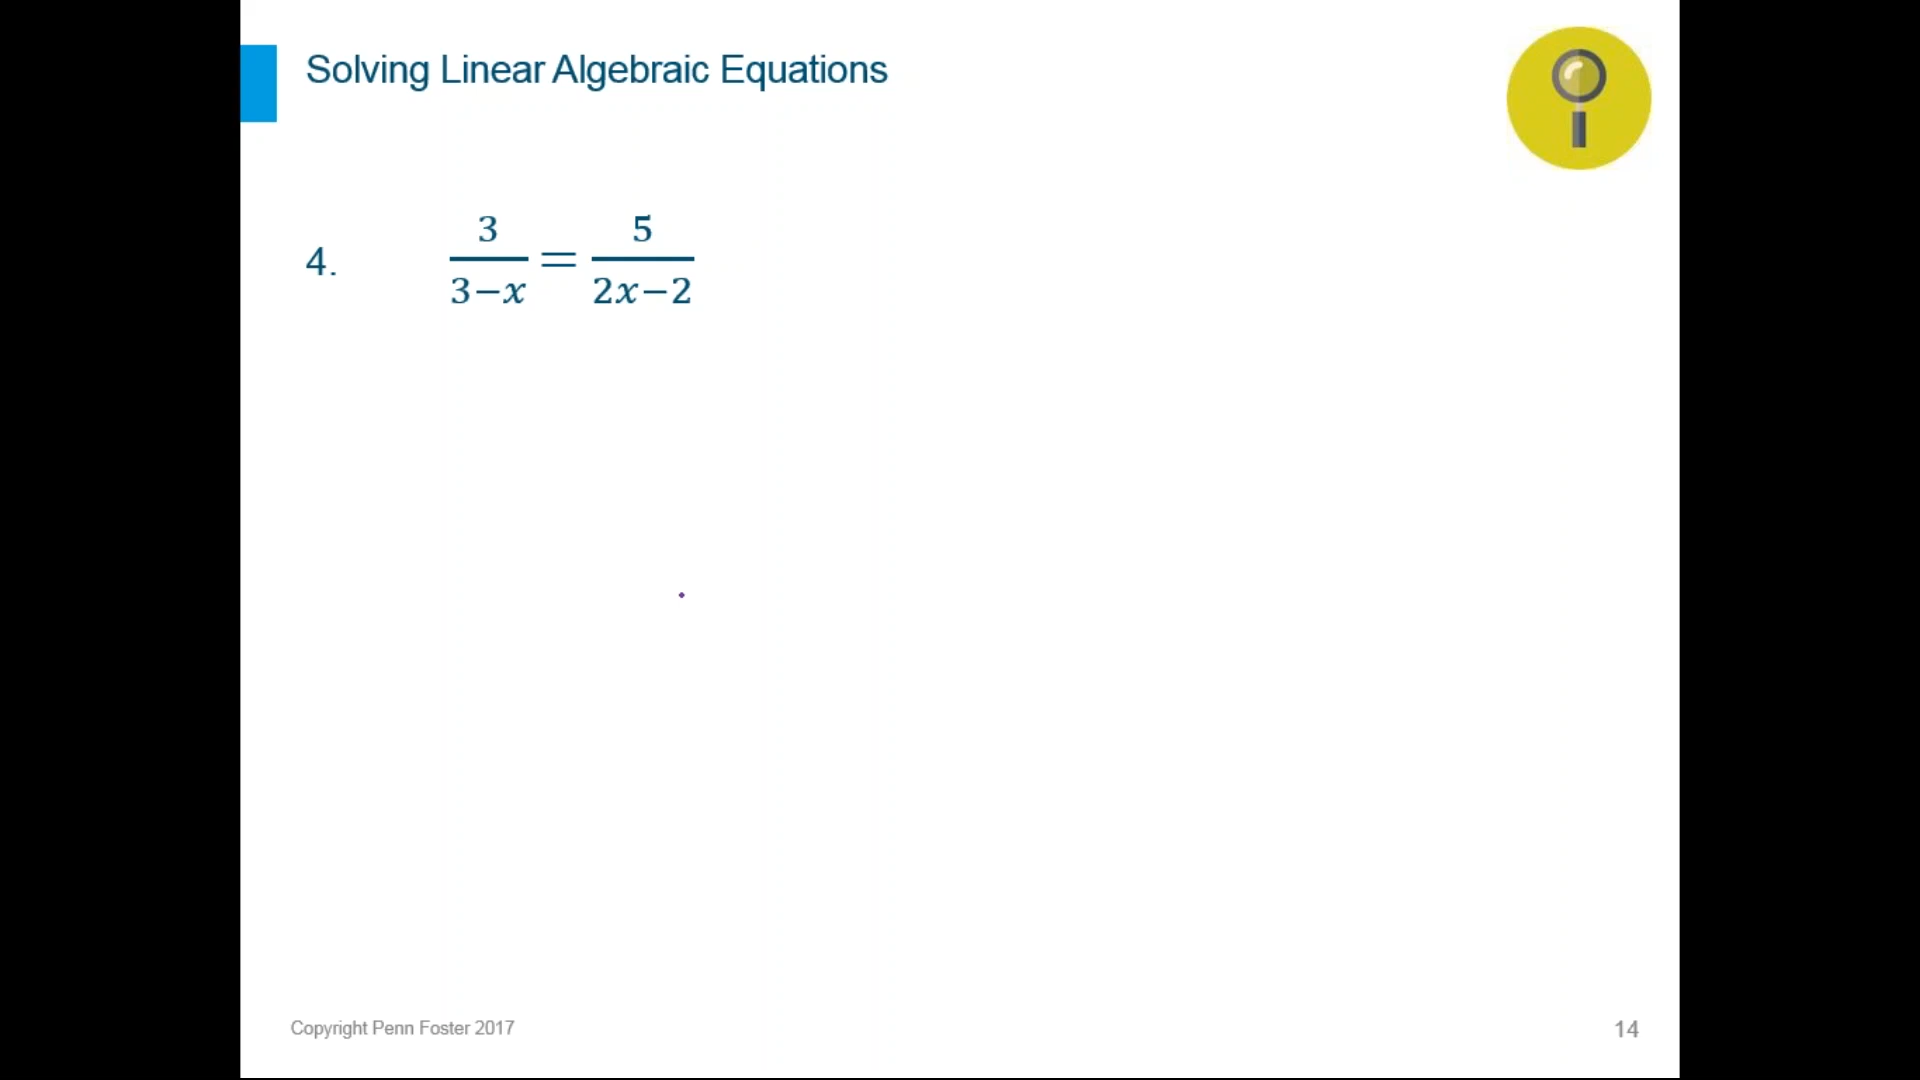 Solving Linear Algebraic Equations
4. 3/(3−x) = 5/(2x−2)
Copyright Penn Foster 2017
14